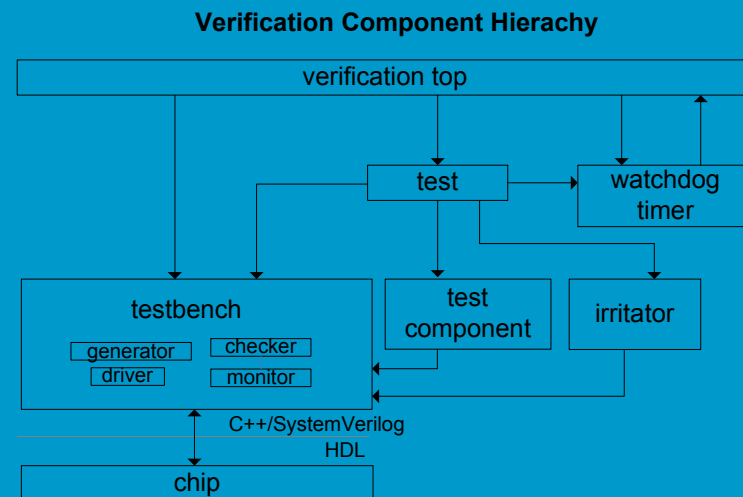 Verification Component Hierachy
verification top
test
watchdog
timer
testbench
generator
checker
driver
monitor
test
component
irritator
C++/SystemVerilog
HDL
chip